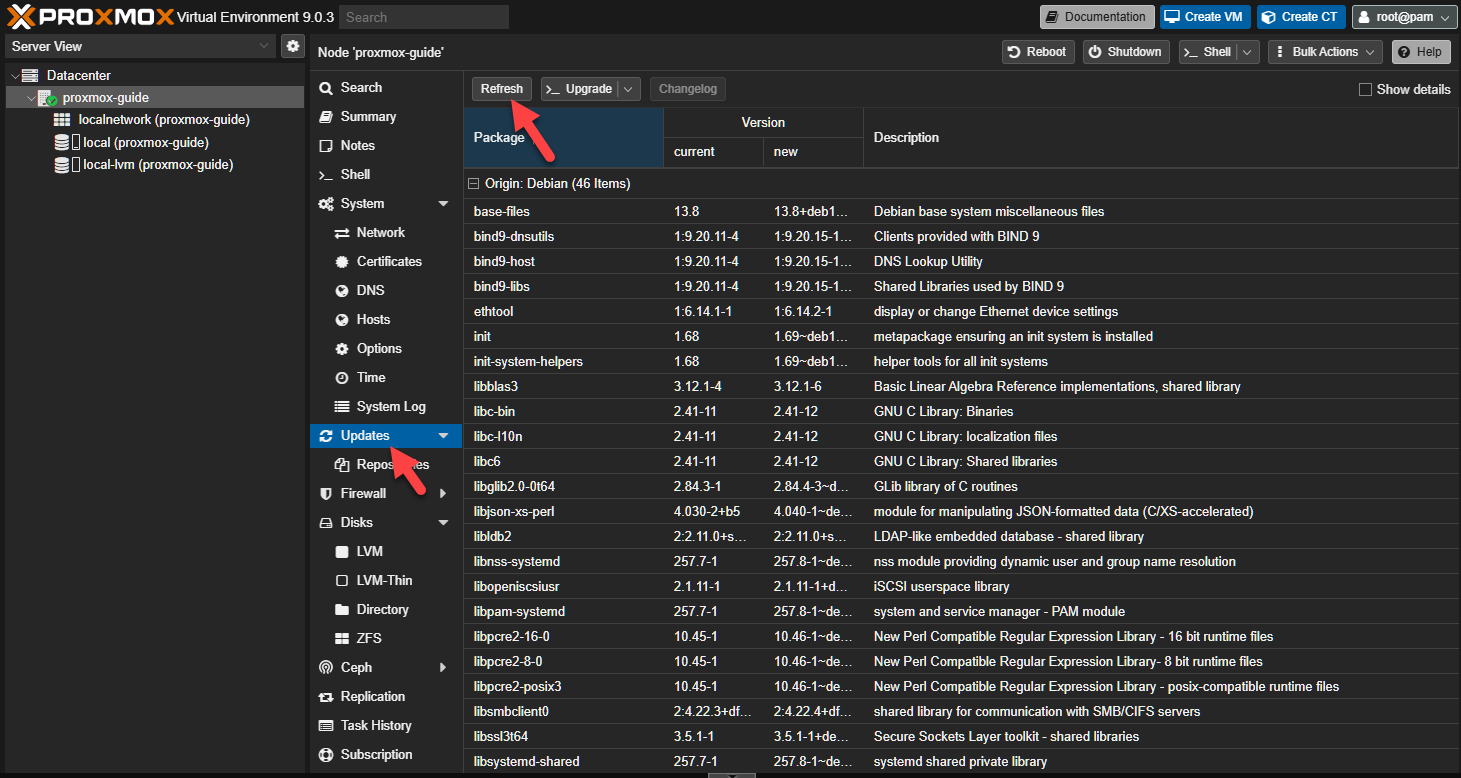 PROXMOX Virtual Environment 9.0.3 Search Documentation Create VM Create CT root@pam
Server View
Datacenter
proxmox-guide
localnetwork (proxmox-guide)
local (proxmox-guide)
local-lvm (proxmox-guide)
Node 'proxmox-guide' Reboot Shutdown Shell Bulk Actions Help
Search
Summary
Notes
Shell
System
Network
Certificates
DNS
Hosts
Options
Time
System Log
Updates
Firewall
Disks
LVM
LVM-Thin
Directory
ZFS
Ceph
Replication
Task History
Subscription
Refresh Upgrade Changelog Show details
Package Version Description
current new
Origin: Debian (46 Items)
base-files 13.8 13.8+deb1... Debian base system miscellaneous files
bind9-dnsutils 1:9.20.11-4 1:9.20.15-1... Clients provided with BIND 9
bind9-host 1:9.20.11-4 1:9.20.15-1... DNS Lookup Utility
bind9-libs 1:9.20.11-4 1:9.20.15-1... Shared Libraries used by BIND 9
ethtool 1:6.14.1-1 1:6.14.2-1 display or change Ethernet device settings
init 1.68 1.69~deb1... metapackage ensuring an init system is installed
init-system-helpers 1.68 1.69~deb1... helper tools for all init systems
libblas3 3.12.1-4 3.12.1-6 Basic Linear Algebra Reference implementations, shared library
libc-bin 2.41-11 2.41-12 GNU C Library: Binaries
libc-l10n 2.41-11 2.41-12 GNU C Library: localization files
libc6 2.41-11 2.41-12 GNU C Library: Shared libraries
libglib2.0-0t64 2.84.3-1 2.84.4-3~d... GLib library of C routines
libjson-xs-perl 4.030-2+b5 4.040-1~de... module for manipulating JSON-formatted data (C/XS-accelerated)
libldb2 2:2.11.0+s... 2:2.11.0+s... LDAP-like embedded database - shared library
libnss-systemd 257.7-1 257.8-1~de... nss module providing dynamic user and group name resolution
libopeniscsiusr 2.1.11-1 2.1.11-1+d... iSCSI userspace library
libpam-systemd 257.7-1 257.8-1~de... system and service manager - PAM module
libpcre2-16-0 10.45-1 10.46-1~de... New Perl Compatible Regular Expression Library - 16 bit runtime files
libpcre2-8-0 10.45-1 10.46-1~de... New Perl Compatible Regular Expression Library- 8 bit runtime files
libpcre2-posix3 10.45-1 10.46-1~de... New Perl Compatible Regular Expression Library - posix-compatible runtime files
libsmbclient0 2:4.22.3+df... 2:4.22.4+df... shared library for communication with SMB/CIFS servers
libssl3t64 3.5.1-1 3.5.1-1+de... Secure Sockets Layer toolkit - shared libraries
libsystemd-shared 257.7-1 257.8-1~de... systemd shared private library